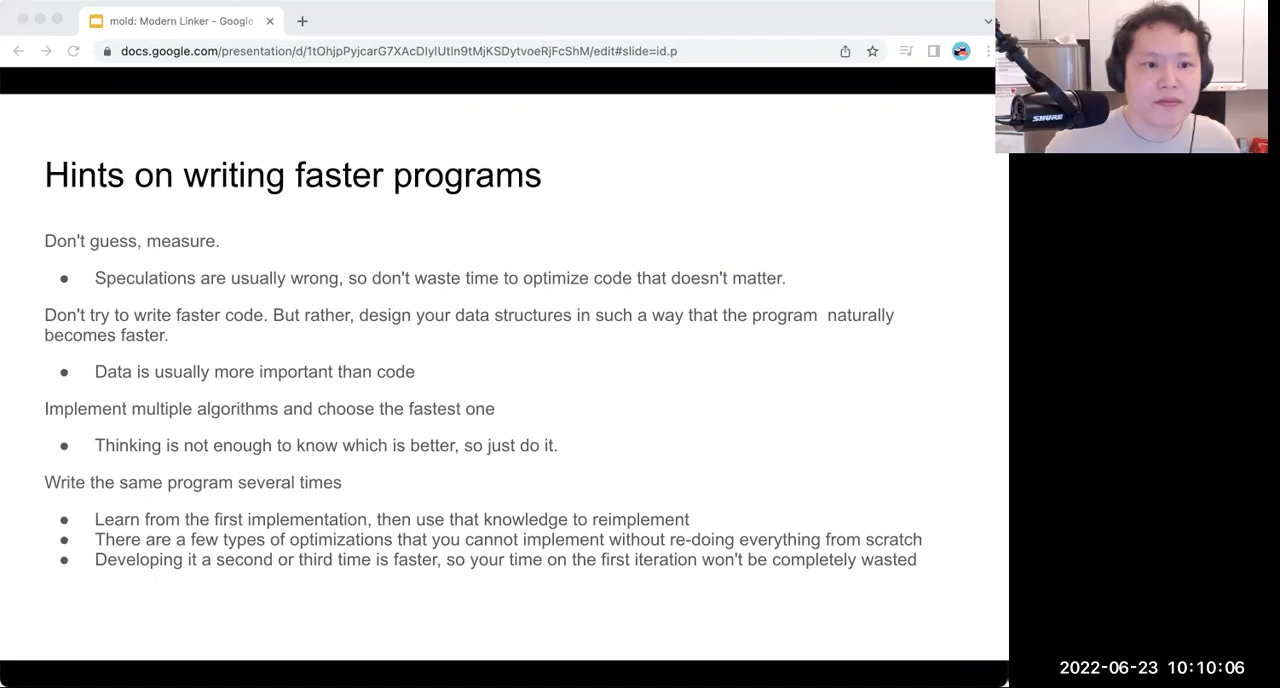 mold: Modern Linker - Google
docs.google.com/presentation/d/1tOhjpPyjcarG7XAcDIylUtln9tMjKSDytvoeRjFcShM/edit#slide=id.p
SHURE
Hints on writing faster programs
Don't guess, measure.
● Speculations are usually wrong, so don't waste time to optimize code that doesn't matter.
Don't try to write faster code. But rather, design your data structures in such a way that the program  naturally
becomes faster.
● Data is usually more important than code
Implement multiple algorithms and choose the fastest one
● Thinking is not enough to know which is better, so just do it.
Write the same program several times
● Learn from the first implementation, then use that knowledge to reimplement
● There are a few types of optimizations that you cannot implement without re-doing everything from scratch
● Developing it a second or third time is faster, so your time on the first iteration won't be completely wasted
2022-06-23 10:10:06